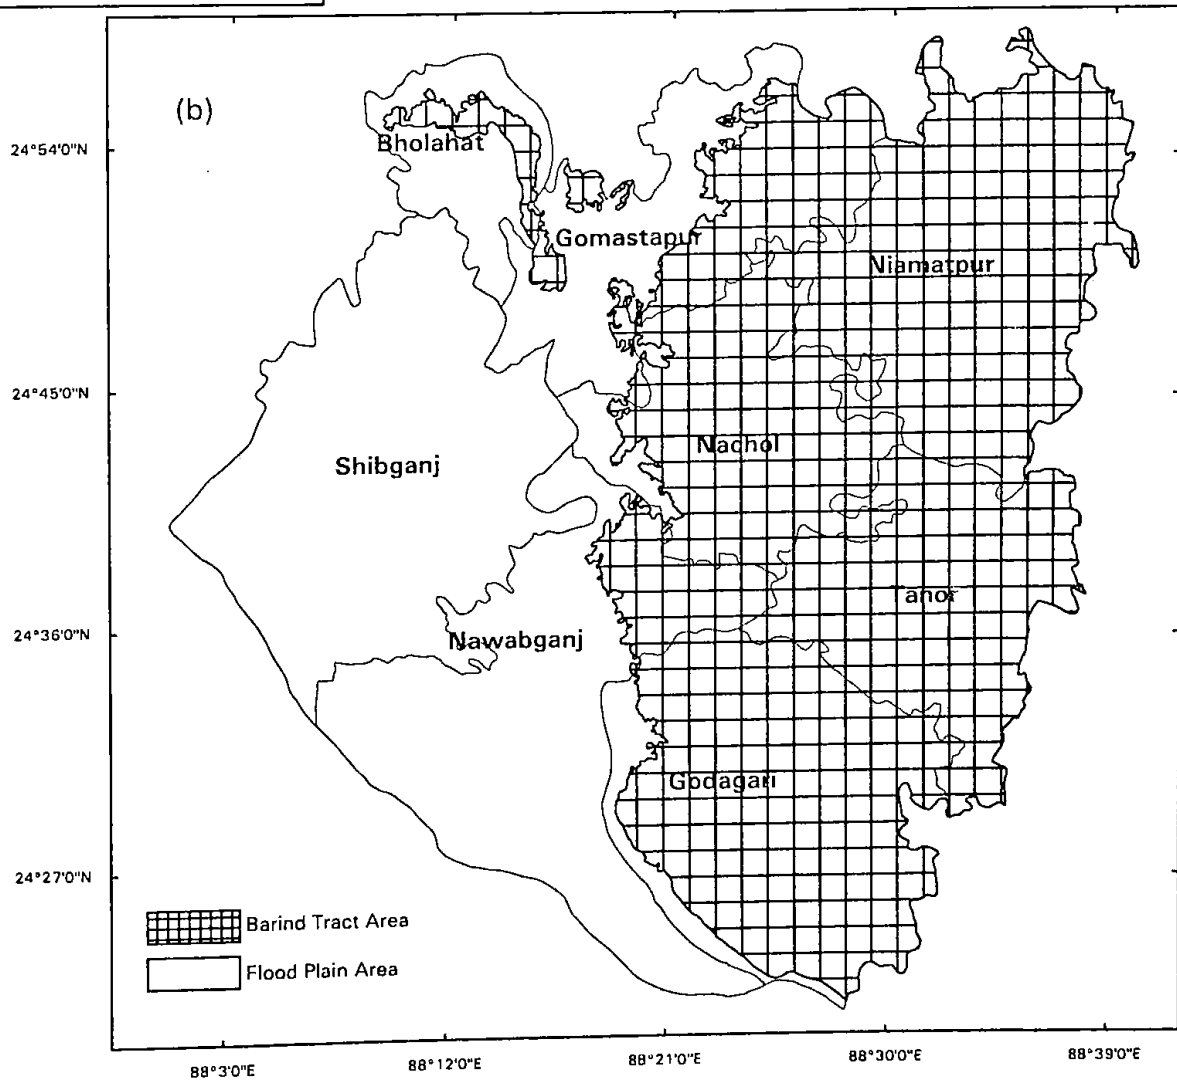 (b)
24°54'0"N
Bholahat
Gomastapur
Niamatpur
24°45'0"N
Nachol
Shibganj
Tanor
24°36'0"N
Nawabganj
Godagari
24°27'0"N
Barind Tract Area
Flood Plain Area
88°3'0"E
88°12'0"E
88°21'0"E
88°30'0"E
88°39'0"E